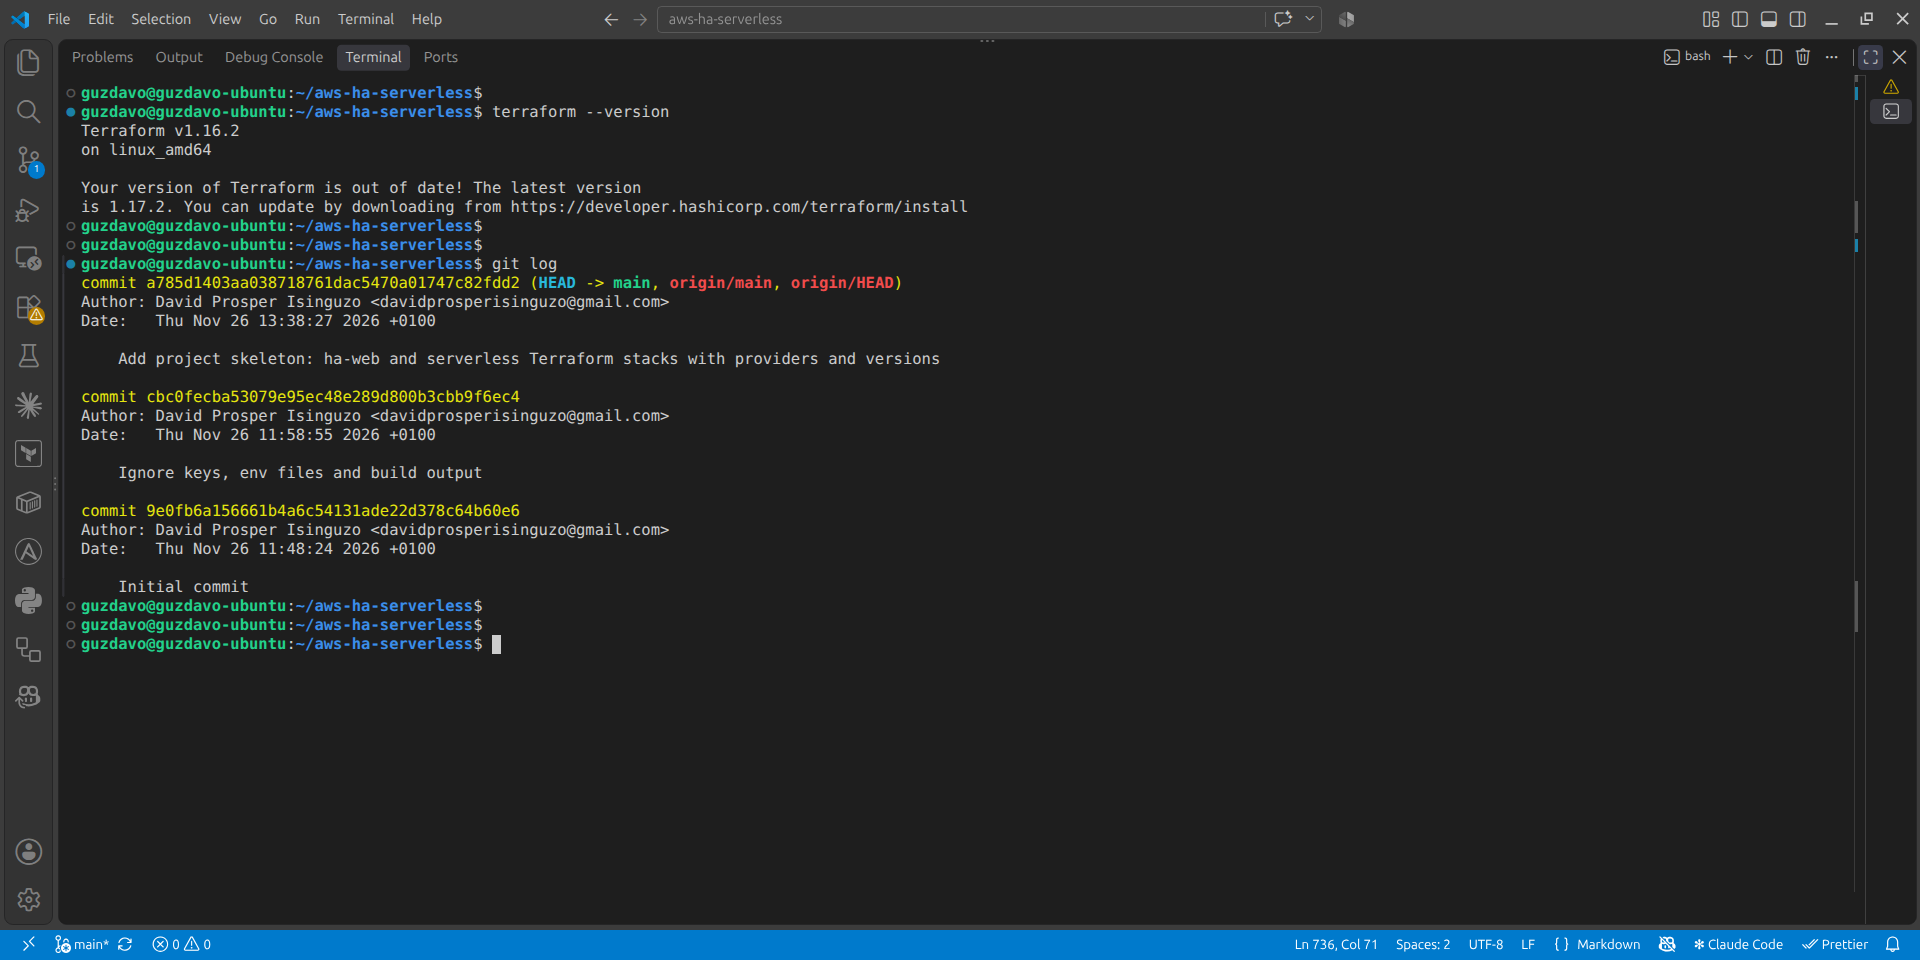 File Edit Selection View Go Run Terminal Help
aws-ha-serverless
Problems Output Debug Console Terminal Ports
bash
guzdavo@guzdavo-ubuntu:~/aws-ha-serverless$
guzdavo@guzdavo-ubuntu:~/aws-ha-serverless$ terraform --version
Terraform v1.16.2
on linux_amd64
Your version of Terraform is out of date! The latest version
is 1.17.2. You can update by downloading from https://developer.hashicorp.com/terraform/install
guzdavo@guzdavo-ubuntu:~/aws-ha-serverless$
guzdavo@guzdavo-ubuntu:~/aws-ha-serverless$
guzdavo@guzdavo-ubuntu:~/aws-ha-serverless$ git log
commit a785d1403aa038718761dac5470a01747c82fdd2 (HEAD -> main, origin/main, origin/HEAD)
Author: David Prosper Isinguzo <davidprosperisinguzo@gmail.com>
Date:   Thu Nov 26 13:38:27 2026 +0100
Add project skeleton: ha-web and serverless Terraform stacks with providers and versions
commit cbc0fecba53079e95ec48e289d800b3cbb9f6ec4
Author: David Prosper Isinguzo <davidprosperisinguzo@gmail.com>
Date:   Thu Nov 26 11:58:55 2026 +0100
Ignore keys, env files and build output
commit 9e0fb6a156661b4a6c54131ade22d378c64b60e6
Author: David Prosper Isinguzo <davidprosperisinguzo@gmail.com>
Date:   Thu Nov 26 11:48:24 2026 +0100
Initial commit
guzdavo@guzdavo-ubuntu:~/aws-ha-serverless$
guzdavo@guzdavo-ubuntu:~/aws-ha-serverless$
guzdavo@guzdavo-ubuntu:~/aws-ha-serverless$
1
main* 0 0 Ln 736, Col 71 Spaces: 2 UTF-8 LF { } Markdown Claude Code Prettier